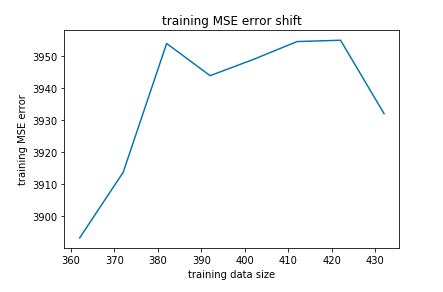 training MSE error shift
3950
3940
3930
3920
3910
3900
training MSE error
360 370 380 390 400 410 420 430
training data size